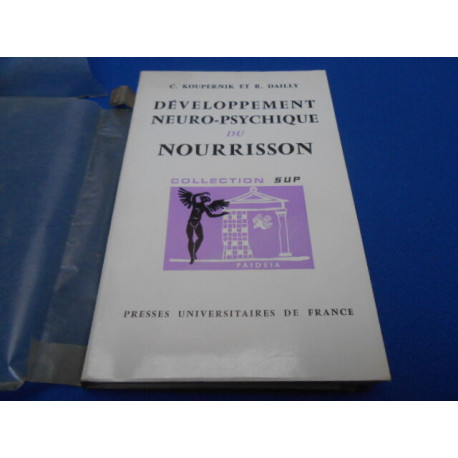 C. KOUPERNIK ET R. DAILLY
DÉVELOPPEMENT
NEURO-PSYCHIQUE
DU
NOURRISSON
COLLECTION SUP
PAIDEIA
PRESSES UNIVERSITAIRES DE FRANCE